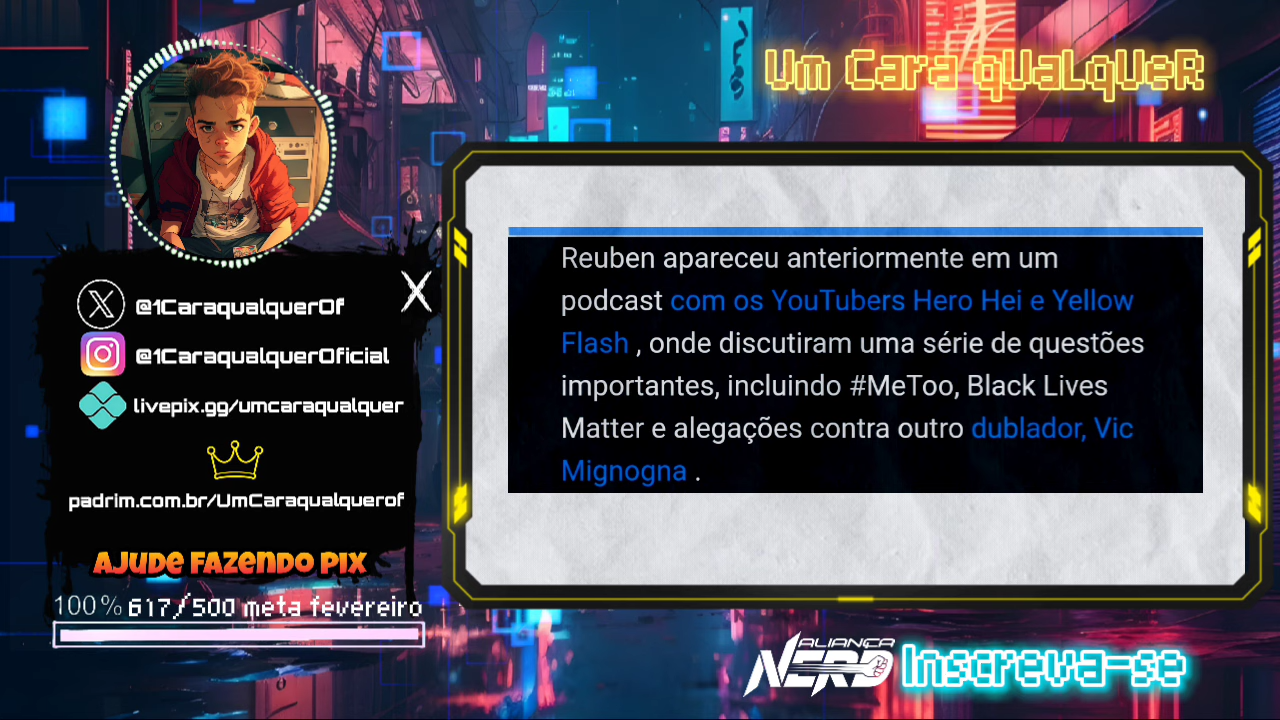 Um Cara qUaLqUeR
@1CaraqualquerOf
@1CaraqualquerOficial
livepix.gg/umcaraqualquer
padrim.com.br/UmCaraqualquerof
AJUDE FAZENDO PIX
100% 617/500 meta fevereiro
Reuben apareceu anteriormente em um
podcast com os YouTubers Hero Hei e Yellow
Flash , onde discutiram uma série de questões
importantes, incluindo #MeToo, Black Lives
Matter e alegações contra outro dublador, Vic
Mignogna .
ALIANÇA
NERD
Inscreva-se